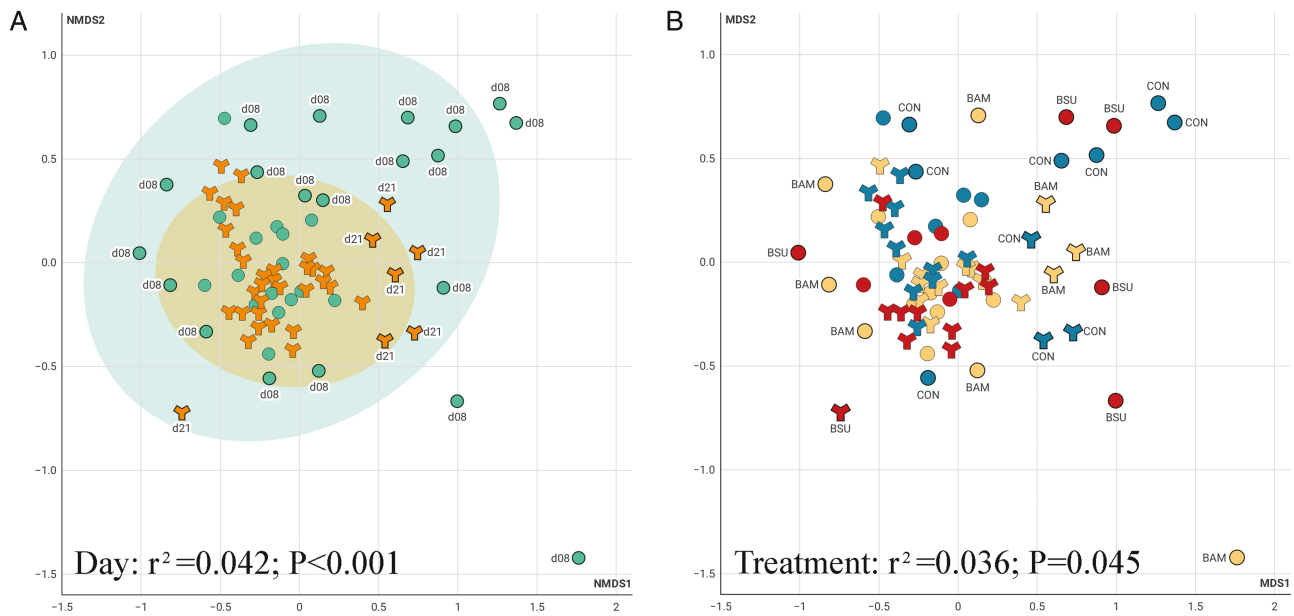 A
NMDS2
1.0
0.5
0.0
−0.5
−1.0
−1.5
d08
d08
d08
d08
d08
d08
d08
d08
d08
d08
d08
d08
d21
d21
d21
d08
d08
d21
d08
d08
d21
d21
d08
d08
d08
d21
d08
Day: r²=0.042; P<0.001
NMDS1
−1.5
−1
−0.5
0
0.5
1
1.5
2
B
MDS2
1.0
0.5
0.0
−0.5
−1.0
−1.5
CON
CON
BAM
BSU
BSU
CON
CON
CON
CON
BAM
BAM
CON
BSU
BAM
BAM
BAM
BSU
BAM
CON
CON
CON
BAM
BSU
BSU
BAM
Treatment: r²=0.036; P=0.045
MDS1
−1.5
−1
−0.5
0
0.5
1
1.5
2